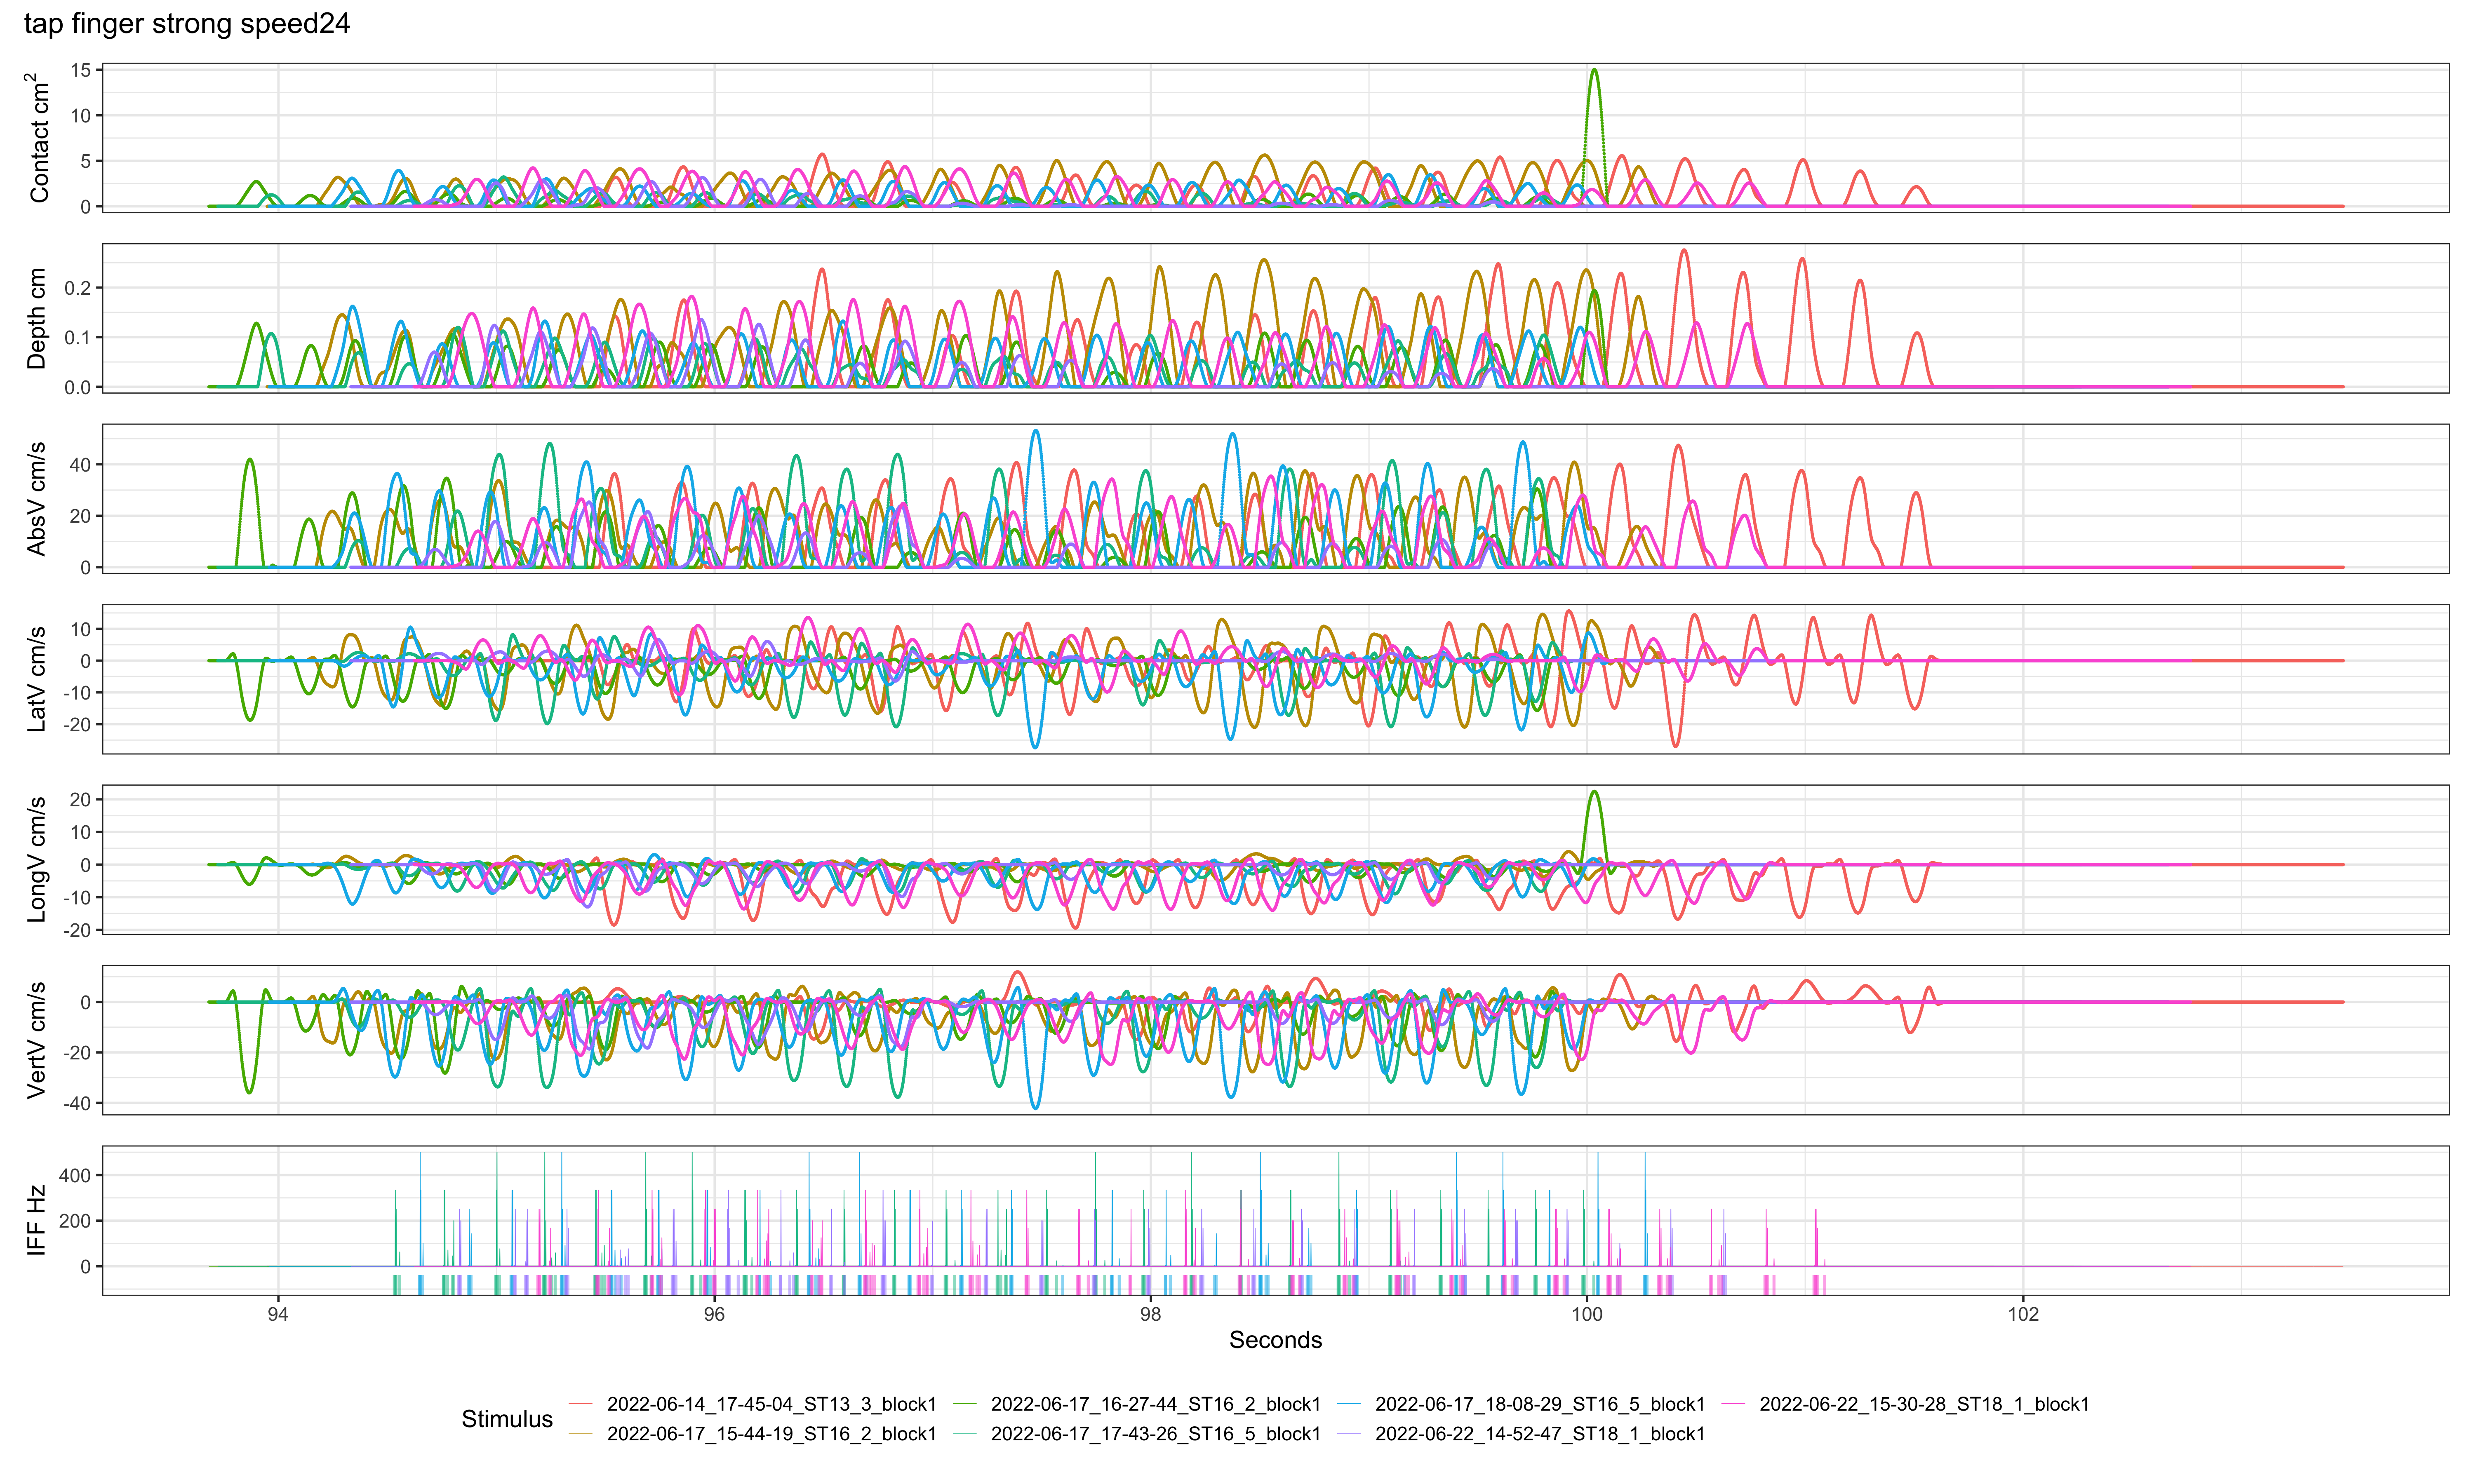 tap finger strong speed24
Contact cm²
15
10
5
0
Depth cm
0.2
0.1
0.0
AbsV cm/s
40
20
0
LatV cm/s
10
0
-10
-20
LongV cm/s
20
10
0
-10
-20
VertV cm/s
0
-20
-40
IFF Hz
400
200
0
94 96 98 100 102
Seconds
Stimulus
2022-06-14_17-45-04_ST13_3_block1 2022-06-17_16-27-44_ST16_2_block1 2022-06-17_18-08-29_ST16_5_block1 2022-06-22_15-30-28_ST18_1_block1
2022-06-17_15-44-19_ST16_2_block1 2022-06-17_17-43-26_ST16_5_block1 2022-06-22_14-52-47_ST18_1_block1